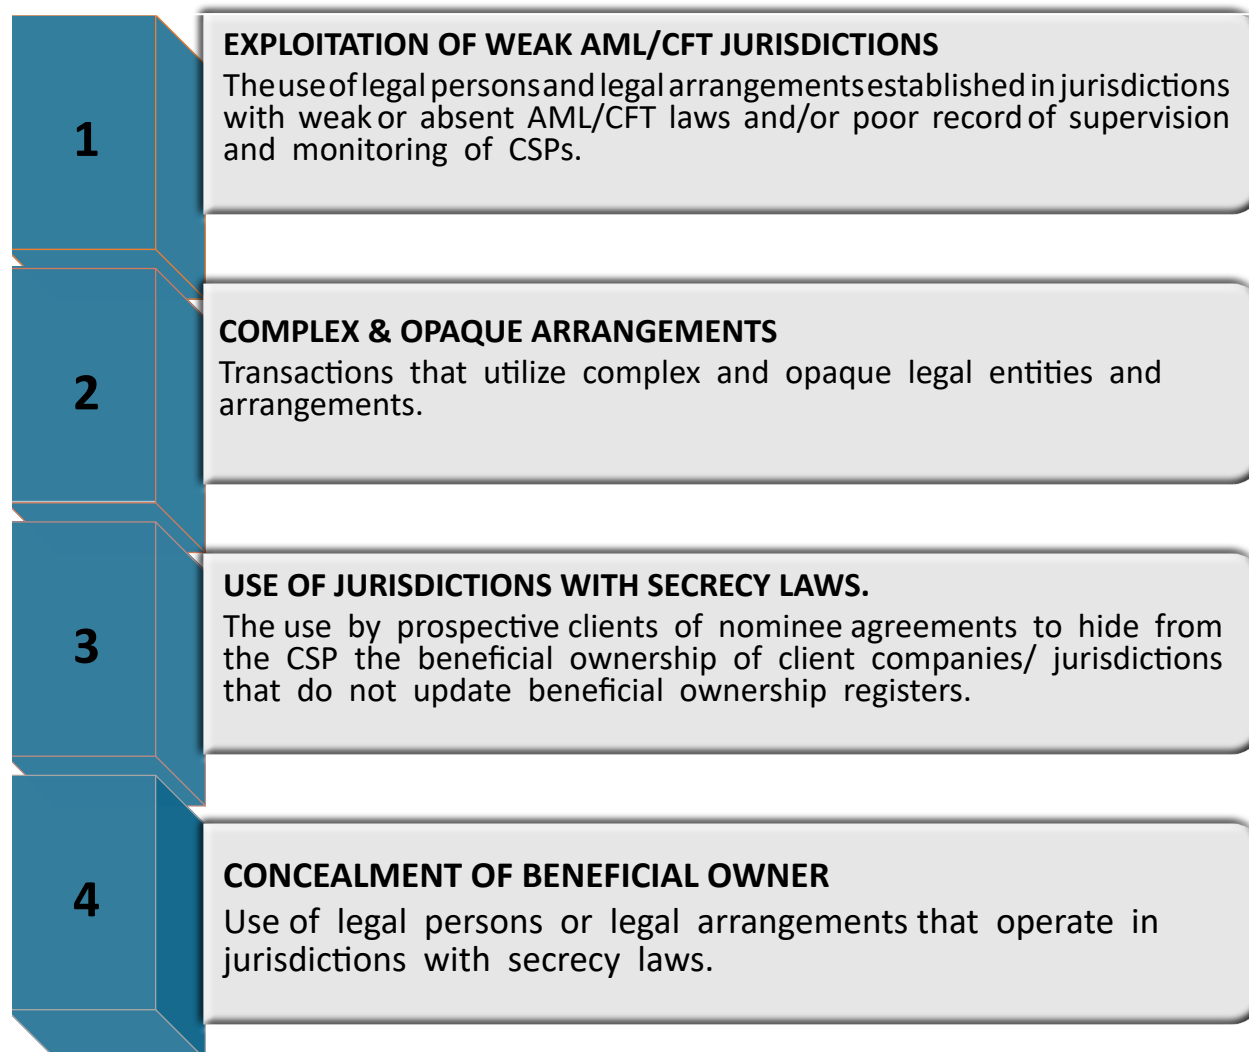 1
EXPLOITATION OF WEAK AML/CFT JURISDICTIONS
The use of legal persons and legal arrangements established in jurisdictions
with weak or absent AML/CFT laws and/or poor record of supervision
and monitoring of CSPs.
2
COMPLEX & OPAQUE ARRANGEMENTS
Transactions that utilize complex and opaque legal entities and
arrangements.
3
USE OF JURISDICTIONS WITH SECRECY LAWS.
The use by prospective clients of nominee agreements to hide from
the CSP the beneficial ownership of client companies/ jurisdictions
that do not update beneficial ownership registers.
4
CONCEALMENT OF BENEFICIAL OWNER
Use of legal persons or legal arrangements that operate in
jurisdictions with secrecy laws.